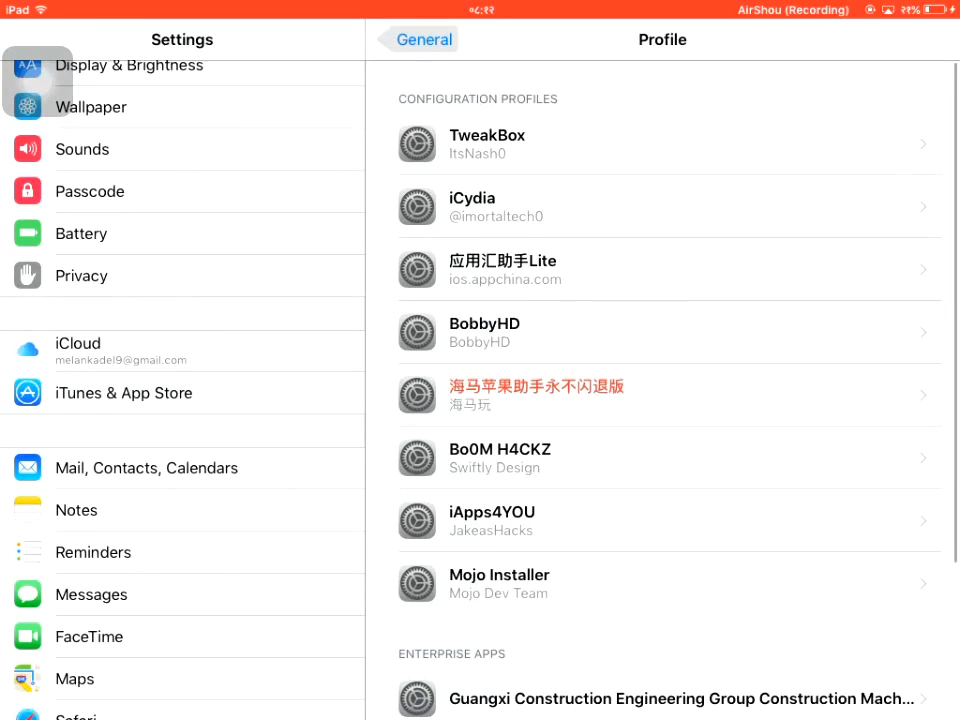 iPad
٠٨:١٢
AirShou (Recording)
٢١%
Settings
General
Profile
Display & Brightness
Wallpaper
Sounds
Passcode
Battery
Privacy
iCloud
melankadel9@gmail.com
iTunes & App Store
Mail, Contacts, Calendars
Notes
Reminders
Messages
FaceTime
Maps
Safari
CONFIGURATION PROFILES
TweakBox
ItsNash0
iCydia
@imortaltech0
应用汇助手Lite
ios.appchina.com
BobbyHD
BobbyHD
海马苹果助手永不闪退版
海马玩
Bo0M H4CKZ
Swiftly Design
iApps4YOU
JakeasHacks
Mojo Installer
Mojo Dev Team
ENTERPRISE APPS
Guangxi Construction Engineering Group Construction Mach...